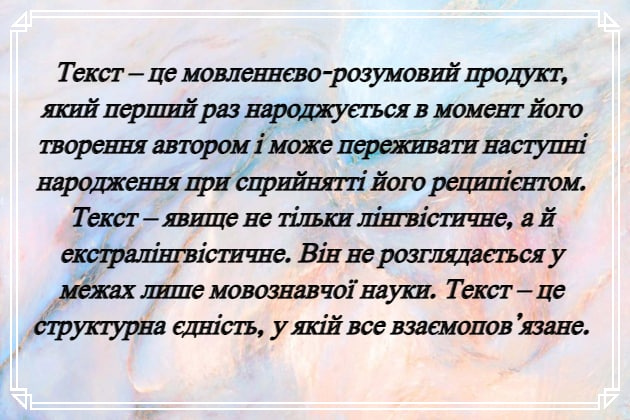 Текст – це мовленнєво-розумовий продукт,
який перший раз народжується в момент його
творення автором і може переживати наступні
народження при сприйнятті його реципієнтом.
Текст – явище не тільки лінгвістичне, а й
екстралінгвістичне. Він не розглядається у
межах лише мовознавчої науки. Текст – це
структурна єдність, у якій все взаємопов’язане.